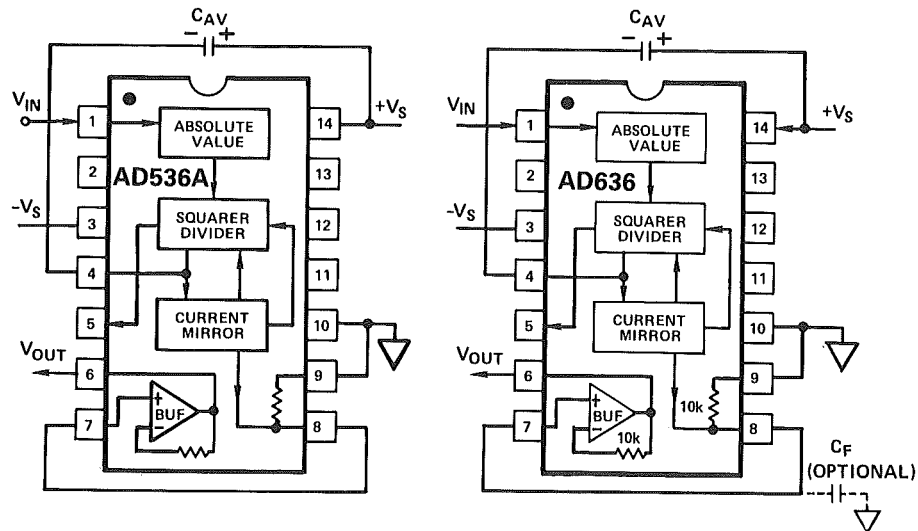 CAV
− +
VIN
1
ABSOLUTE
VALUE
14
+VS
2
AD536A
13
−VS
3
SQUARER
DIVIDER
12
4
11
5
CURRENT
MIRROR
10
VOUT
6
9
7
+
BUF
−
8
CAV
− +
VIN
1
ABSOLUTE
VALUE
14
+VS
2
AD636
13
−VS
3
SQUARER
DIVIDER
12
4
11
5
CURRENT
MIRROR
10
VOUT
6
9
10k
7
+
BUF
−
10k
8
CF
(OPTIONAL)